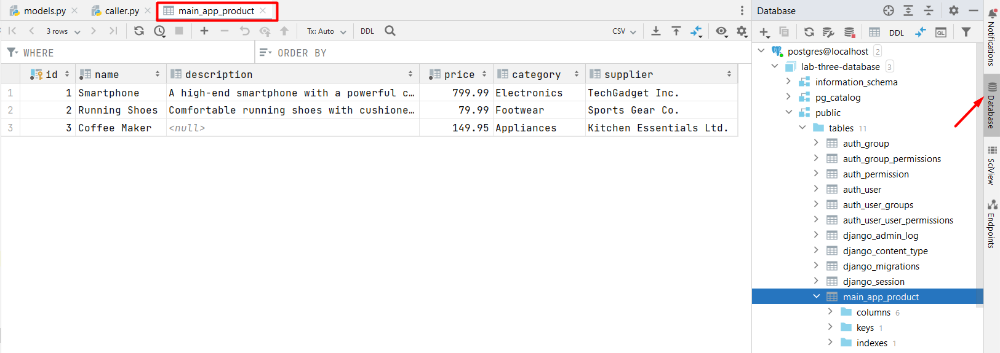 models.py
caller.py
main_app_product
3 rows
Tx: Auto
DDL
CSV
WHERE
ORDER BY
id name description price category supplier
1 1 Smartphone A high-end smartphone with a powerful c… 799.99 Electronics TechGadget Inc.
2 2 Running Shoes Comfortable running shoes with cushione… 79.99 Footwear Sports Gear Co.
3 3 Coffee Maker <null> 149.95 Appliances Kitchen Essentials Ltd.
Database
DDL
QL
postgres@localhost 2
lab-three-database 3
information_schema
pg_catalog
public
tables 11
auth_group
auth_group_permissions
auth_permission
auth_user
auth_user_groups
auth_user_user_permissions
django_admin_log
django_content_type
django_migrations
django_session
main_app_product
columns 6
keys 1
indexes 1
Notifications
Database
SciView
Endpoints